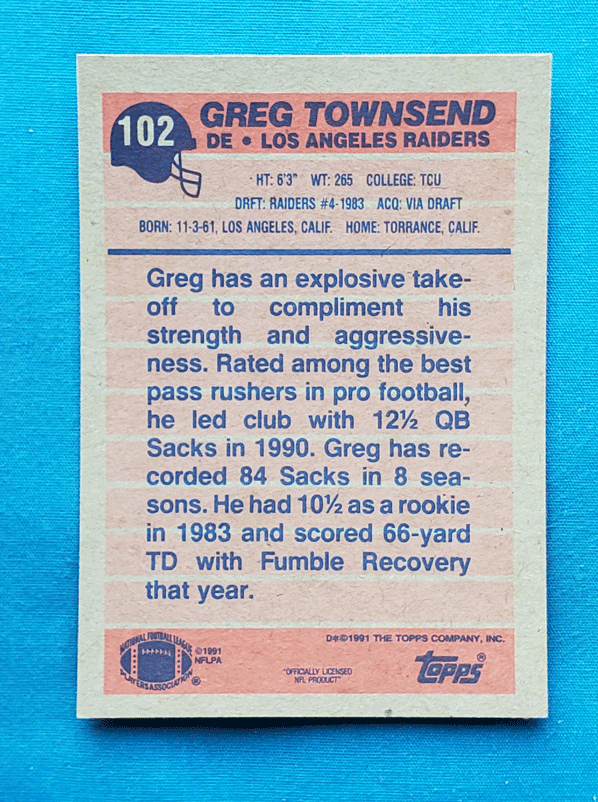 102
GREG TOWNSEND
DE • LOS ANGELES RAIDERS
HT: 6'3" WT: 265 COLLEGE: TCU
DRFT: RAIDERS #4-1983 ACQ: VIA DRAFT
BORN: 11-3-61, LOS ANGELES, CALIF. HOME: TORRANCE, CALIF.
Greg has an explosive take-
off to compliment his
strength and aggressive-
ness. Rated among the best
pass rushers in pro football,
he led club with 12½ QB
Sacks in 1990. Greg has re-
corded 84 Sacks in 8 sea-
sons. He had 10½ as a rookie
in 1983 and scored 66-yard
TD with Fumble Recovery
that year.
NATIONAL FOOTBALL LEAGUE
PLAYERS ASSOCIATION ®
©1991
NFLPA
"OFFICIALLY LICENSED
NFL PRODUCT"
D*©1991 THE TOPPS COMPANY, INC.
topps®